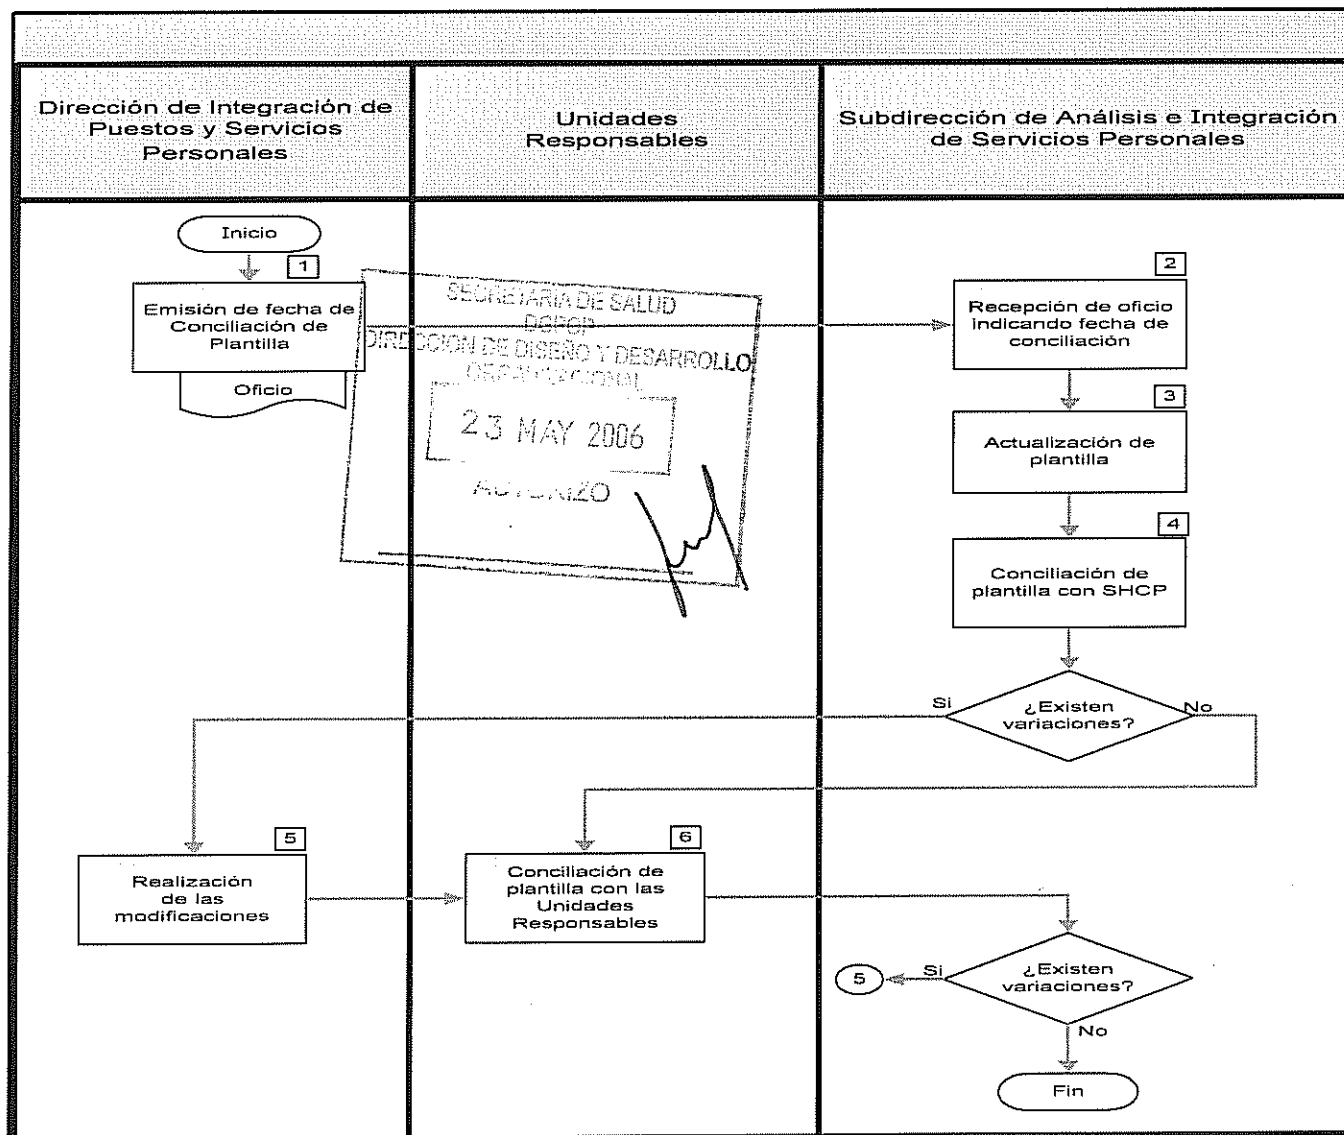 Dirección de Integración de
Puestos y Servicios
Personales
Unidades
Responsables
Subdirección de Análisis e Integración
de Servicios Personales
Inicio
1
Emisión de fecha de
Conciliación de
Plantilla
Oficio
SECRETARIA DE SALUD
DIRECCION DE DISEÑO Y DESARROLLO
23 MAY 2006
AUTORIZO
2
Recepción de oficio
indicando fecha de
conciliación
3
Actualización de
plantilla
4
Conciliación de
plantilla con SHCP
¿Existen
variaciones?
Si
No
5
Realización
de las
modificaciones
6
Conciliación de
plantilla con las
Unidades
Responsables
¿Existen
variaciones?
Si
5
No
Fin